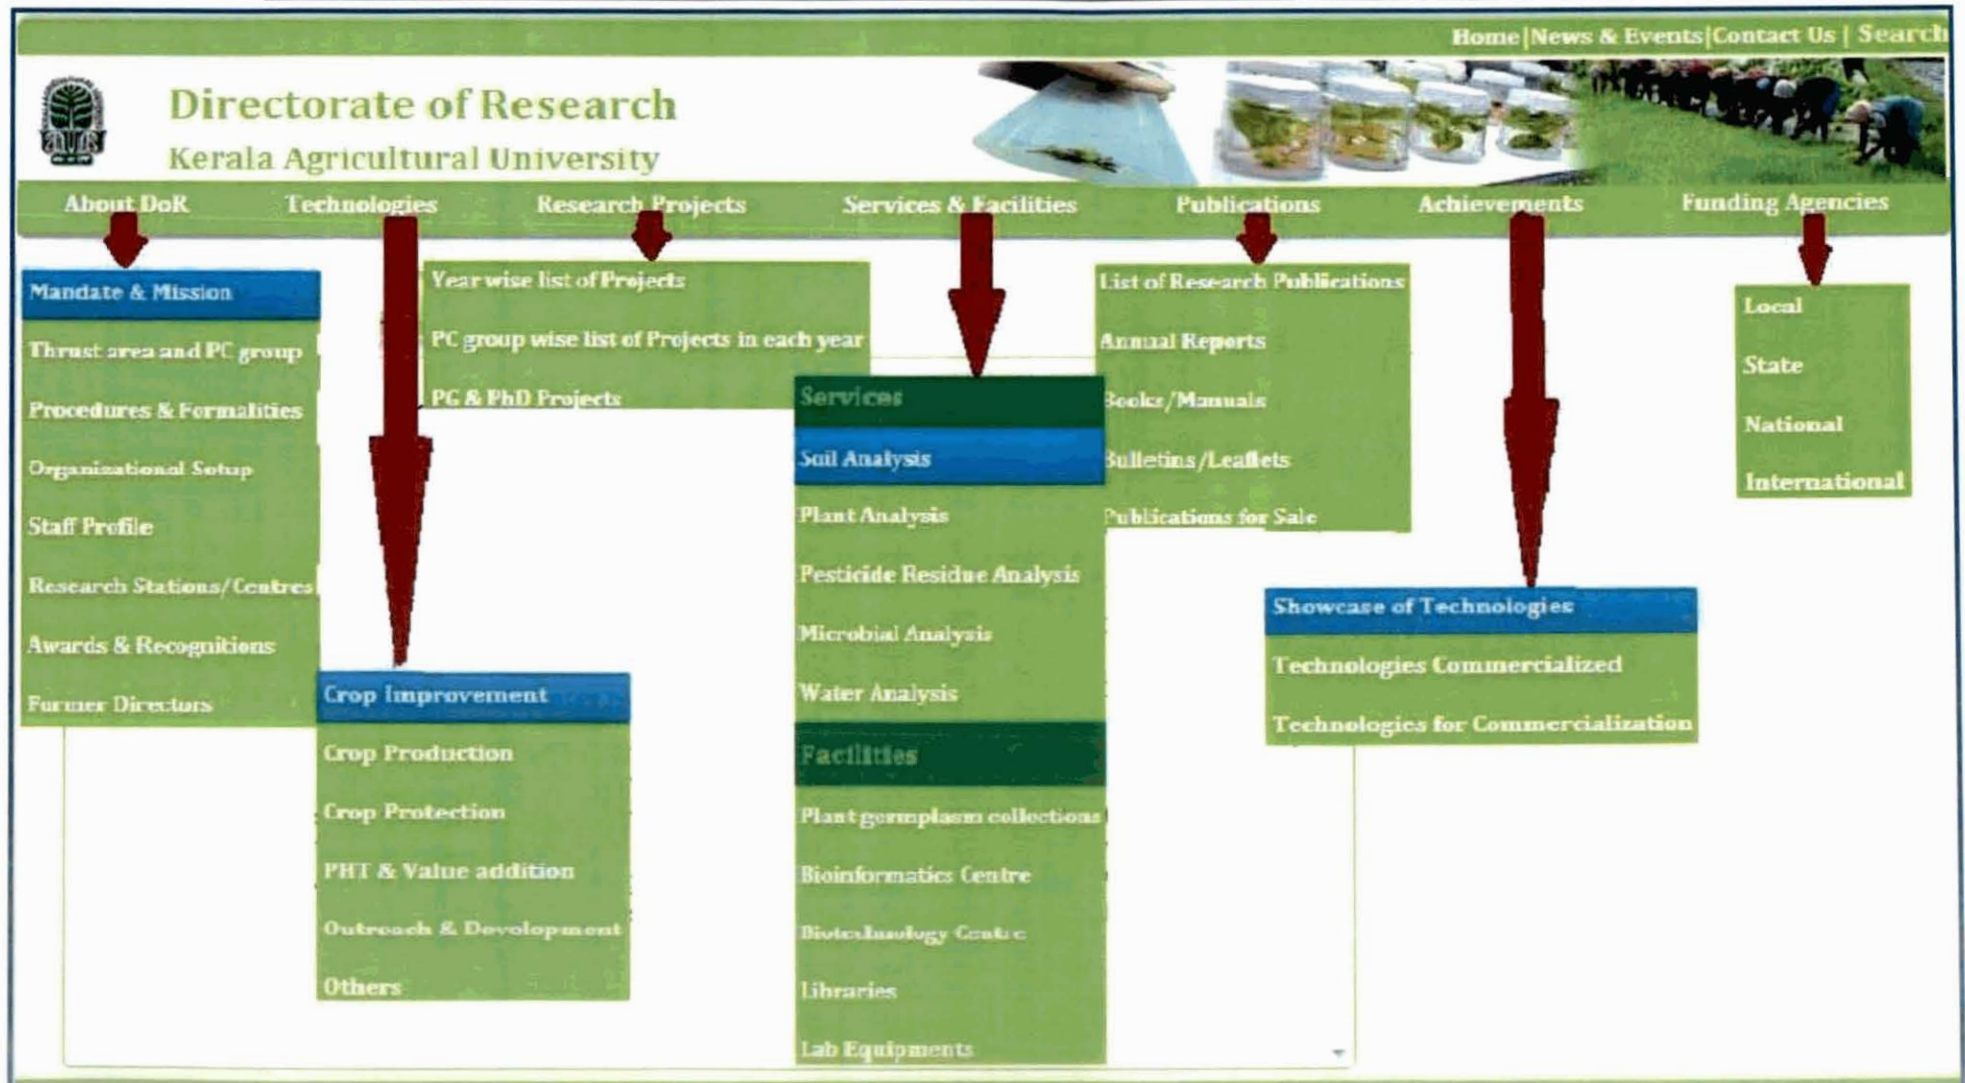 Home|News & Events|Contact Us | Search
Directorate of Research
Kerala Agricultural University
About DoR Technologies Research Projects Services & Facilities Publications Achievements Funding Agencies
Mandate & Mission
Thrust area and PC group
Procedures & Formalities
Organizational Setup
Staff Profile
Research Stations/Centres
Awards & Recognitions
Former Directors
Crop Improvement
Crop Production
Crop Protection
PHT & Value addition
Outreach & Development
Others
Year wise list of Projects
PC group wise list of Projects in each year
PG & PhD Projects
Services
Soil Analysis
Plant Analysis
Pesticide Residue Analysis
Microbial Analysis
Water Analysis
Facilities
Plant germplasm collections
Bioinformatics Centre
Biotechnology Centre
Libraries
Lab Equipments
List of Research Publications
Annual Reports
Books/Manuals
Bulletins/Leaflets
Publications for Sale
Showcase of Technologies
Technologies Commercialized
Technologies for Commercialization
Local
State
National
International